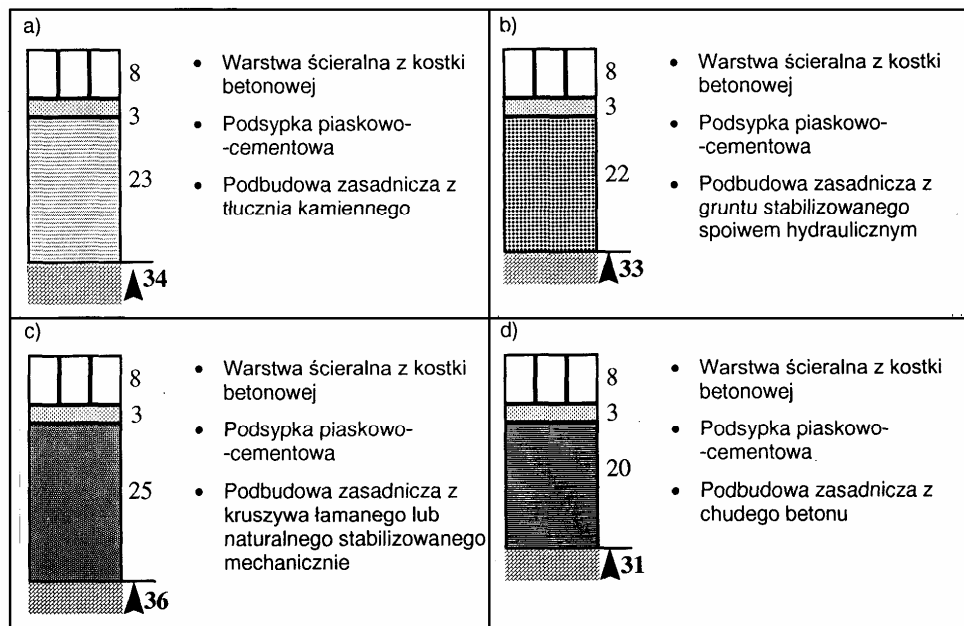 a)
8
3
23
34
• Warstwa ścieralna z kostki
betonowej
• Podsypka piaskowo-
-cementowa
• Podbudowa zasadnicza z
tłucznia kamiennego
b)
8
3
22
33
• Warstwa ścieralna z kostki
betonowej
• Podsypka piaskowo-
-cementowa
• Podbudowa zasadnicza z
gruntu stabilizowanego
spoiwem hydraulicznym
c)
8
3
25
36
• Warstwa ścieralna z kostki
betonowej
• Podsypka piaskowo-
-cementowa
• Podbudowa zasadnicza z
kruszywa łamanego lub
naturalnego stabilizowanego
mechanicznie
d)
8
3
20
31
• Warstwa ścieralna z kostki
betonowej
• Podsypka piaskowo-
-cementowa
• Podbudowa zasadnicza z
chudego betonu